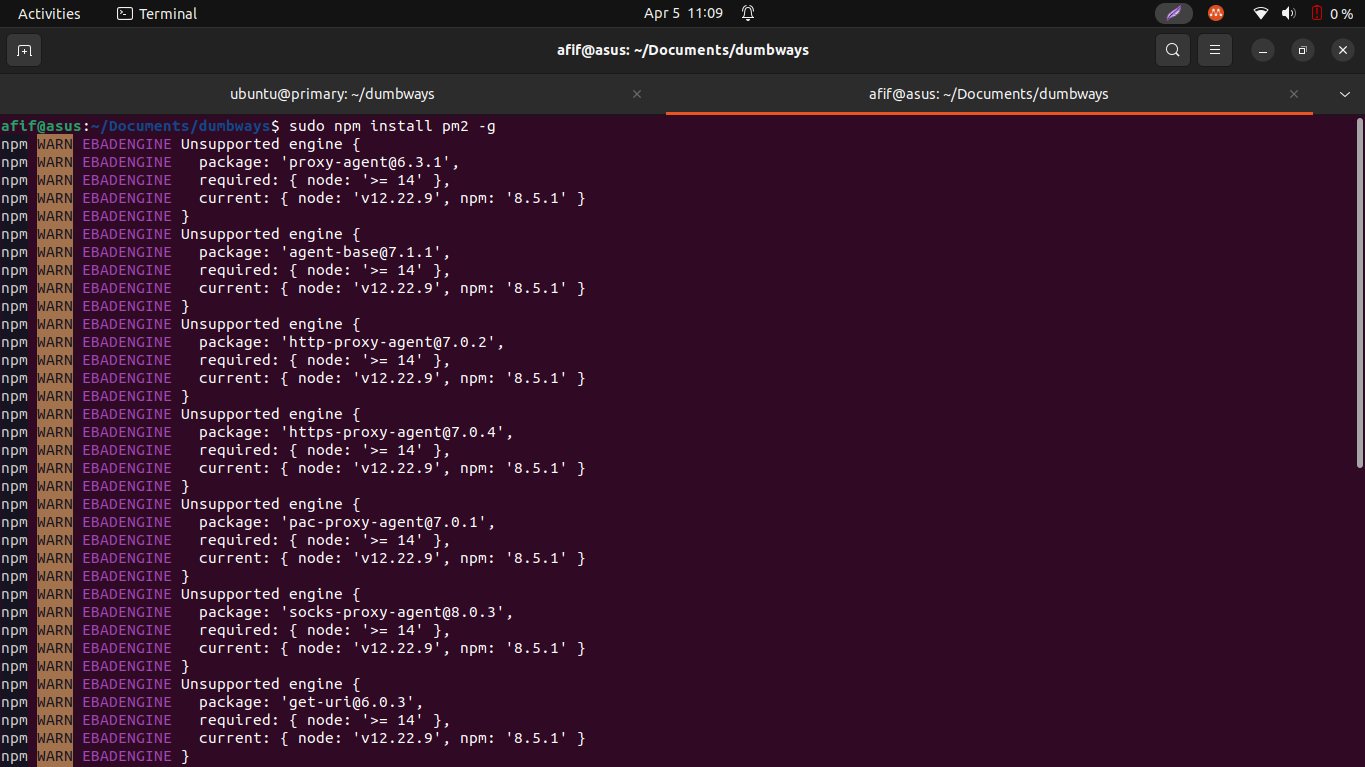 Activities Terminal Apr 5 11:09 0 %
afif@asus: ~/Documents/dumbways
ubuntu@primary: ~/dumbways afif@asus: ~/Documents/dumbways
afif@asus:~/Documents/dumbways$ sudo npm install pm2 -g
npm WARN EBADENGINE Unsupported engine {
npm WARN EBADENGINE   package: 'proxy-agent@6.3.1',
npm WARN EBADENGINE   required: { node: '>= 14' },
npm WARN EBADENGINE   current: { node: 'v12.22.9', npm: '8.5.1' }
npm WARN EBADENGINE }
npm WARN EBADENGINE Unsupported engine {
npm WARN EBADENGINE   package: 'agent-base@7.1.1',
npm WARN EBADENGINE   required: { node: '>= 14' },
npm WARN EBADENGINE   current: { node: 'v12.22.9', npm: '8.5.1' }
npm WARN EBADENGINE }
npm WARN EBADENGINE Unsupported engine {
npm WARN EBADENGINE   package: 'http-proxy-agent@7.0.2',
npm WARN EBADENGINE   required: { node: '>= 14' },
npm WARN EBADENGINE   current: { node: 'v12.22.9', npm: '8.5.1' }
npm WARN EBADENGINE }
npm WARN EBADENGINE Unsupported engine {
npm WARN EBADENGINE   package: 'https-proxy-agent@7.0.4',
npm WARN EBADENGINE   required: { node: '>= 14' },
npm WARN EBADENGINE   current: { node: 'v12.22.9', npm: '8.5.1' }
npm WARN EBADENGINE }
npm WARN EBADENGINE Unsupported engine {
npm WARN EBADENGINE   package: 'pac-proxy-agent@7.0.1',
npm WARN EBADENGINE   required: { node: '>= 14' },
npm WARN EBADENGINE   current: { node: 'v12.22.9', npm: '8.5.1' }
npm WARN EBADENGINE }
npm WARN EBADENGINE Unsupported engine {
npm WARN EBADENGINE   package: 'socks-proxy-agent@8.0.3',
npm WARN EBADENGINE   required: { node: '>= 14' },
npm WARN EBADENGINE   current: { node: 'v12.22.9', npm: '8.5.1' }
npm WARN EBADENGINE }
npm WARN EBADENGINE Unsupported engine {
npm WARN EBADENGINE   package: 'get-uri@6.0.3',
npm WARN EBADENGINE   required: { node: '>= 14' },
npm WARN EBADENGINE   current: { node: 'v12.22.9', npm: '8.5.1' }
npm WARN EBADENGINE }